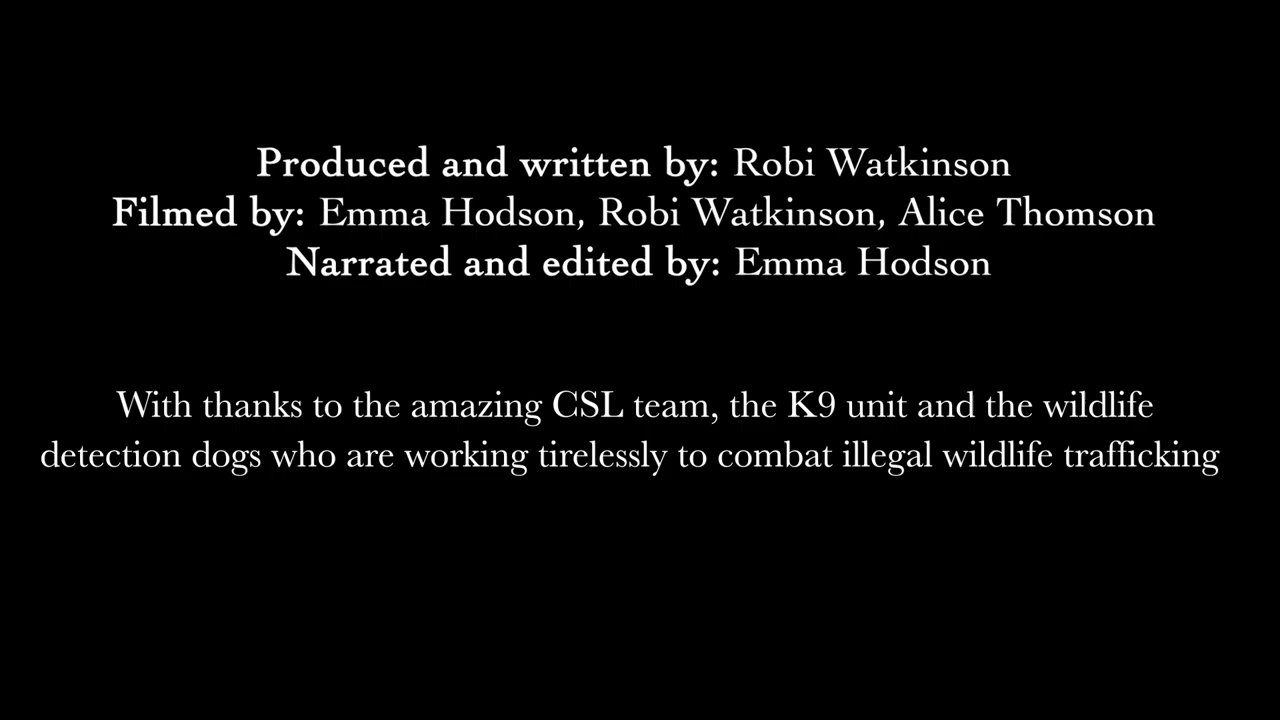 Produced and written by: Robi Watkinson
Filmed by: Emma Hodson, Robi Watkinson, Alice Thomson
Narrated and edited by: Emma Hodson
With thanks to the amazing CSL team, the K9 unit and the wildlife
detection dogs who are working tirelessly to combat illegal wildlife trafficking